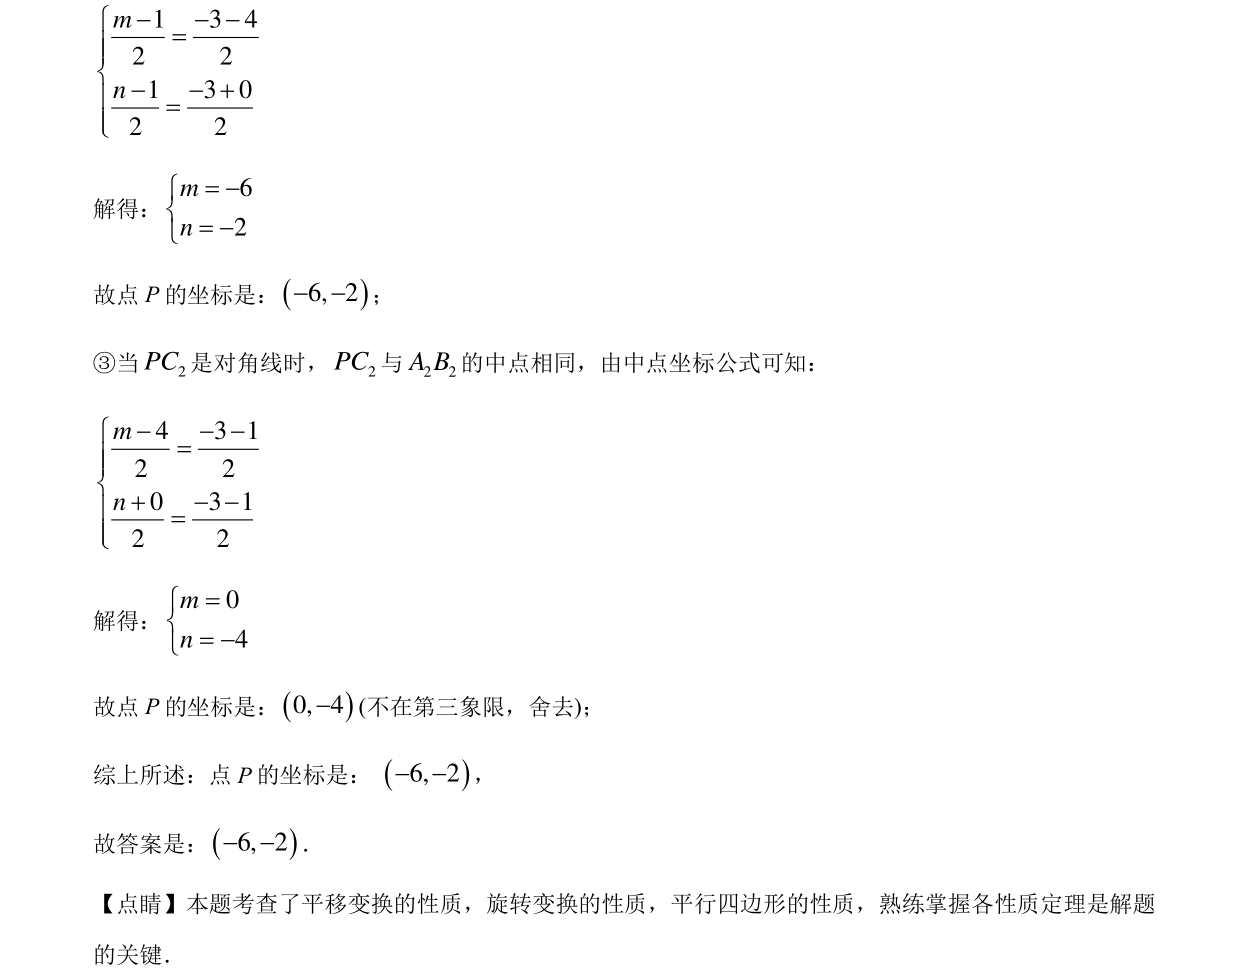 { (m−1)/2 = (−3−4)/2
(n−1)/2 = (−3+0)/2
解得：{ m = −6
n = −2
故点 P 的坐标是：(−6,−2)；
③当 PC₂ 是对角线时， PC₂ 与 A₂B₂ 的中点相同，由中点坐标公式可知：
{ (m−4)/2 = (−3−1)/2
(n+0)/2 = (−3−1)/2
解得：{ m = 0
n = −4
故点 P 的坐标是：(0,−4)(不在第三象限，舍去)；
综上所述：点 P 的坐标是： (−6,−2)，
故答案是：(−6,−2)．
【点睛】本题考查了平移变换的性质，旋转变换的性质，平行四边形的性质，熟练掌握各性质定理是解题
的关键．